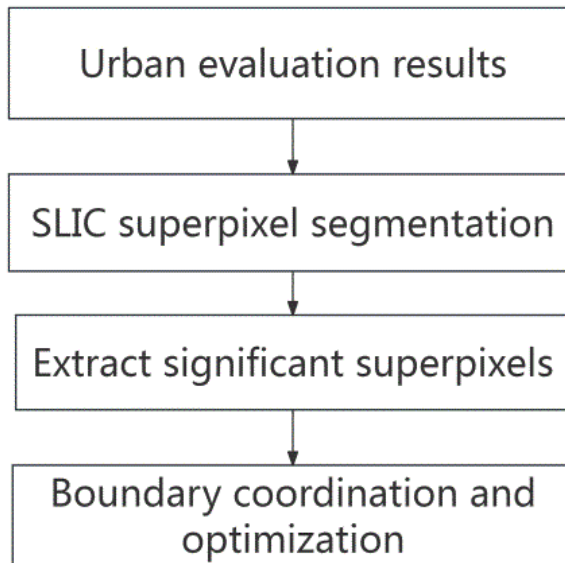 Urban evaluation results
SLIC superpixel segmentation
Extract significant superpixels
Boundary coordination and
optimization